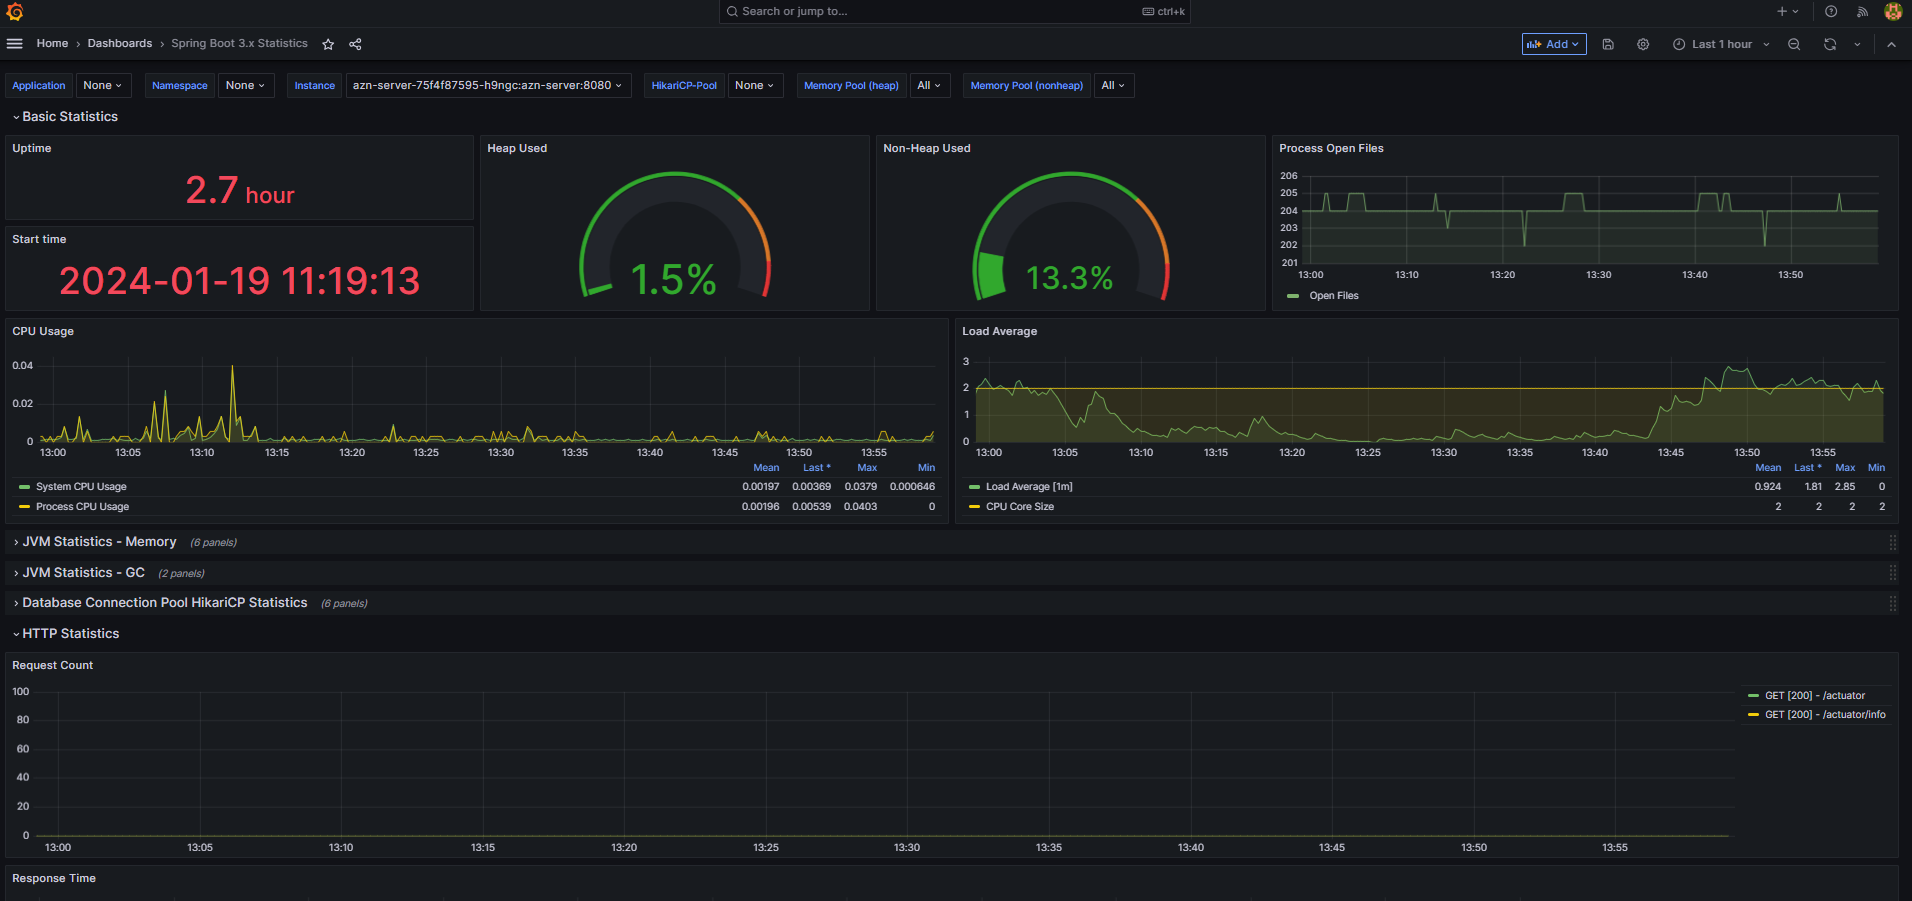 Search or jump to... ctrl+k
Home › Dashboards › Spring Boot 3.x Statistics
Add Last 1 hour
Application None Namespace None Instance azn-server-75f4f87595-h9ngc:azn-server:8080 HikariCP-Pool None Memory Pool (heap) All Memory Pool (nonheap) All
Basic Statistics
Uptime
2.7 hour
Start time
2024-01-19 11:19:13
Heap Used
1.5%
Non-Heap Used
13.3%
Process Open Files
206
205
204
203
202
201
13:00 13:10 13:20 13:30 13:40 13:50
Open Files
CPU Usage
0.04
0.02
0
13:00 13:05 13:10 13:15 13:20 13:25 13:30 13:35 13:40 13:45 13:50 13:55
Mean Last * Max Min
System CPU Usage 0.00197 0.00369 0.0379 0.000646
Process CPU Usage 0.00196 0.00539 0.0403 0
Load Average
3
2
1
0
13:00 13:05 13:10 13:15 13:20 13:25 13:30 13:35 13:40 13:45 13:50 13:55
Mean Last * Max Min
Load Average [1m] 0.924 1.81 2.85 0
CPU Core Size 2 2 2 2
JVM Statistics - Memory (6 panels)
JVM Statistics - GC (2 panels)
Database Connection Pool HikariCP Statistics (6 panels)
HTTP Statistics
Request Count
100
80
60
40
20
0
13:00 13:05 13:10 13:15 13:20 13:25 13:30 13:35 13:40 13:45 13:50 13:55
GET [200] - /actuator
GET [200] - /actuator/info
Response Time